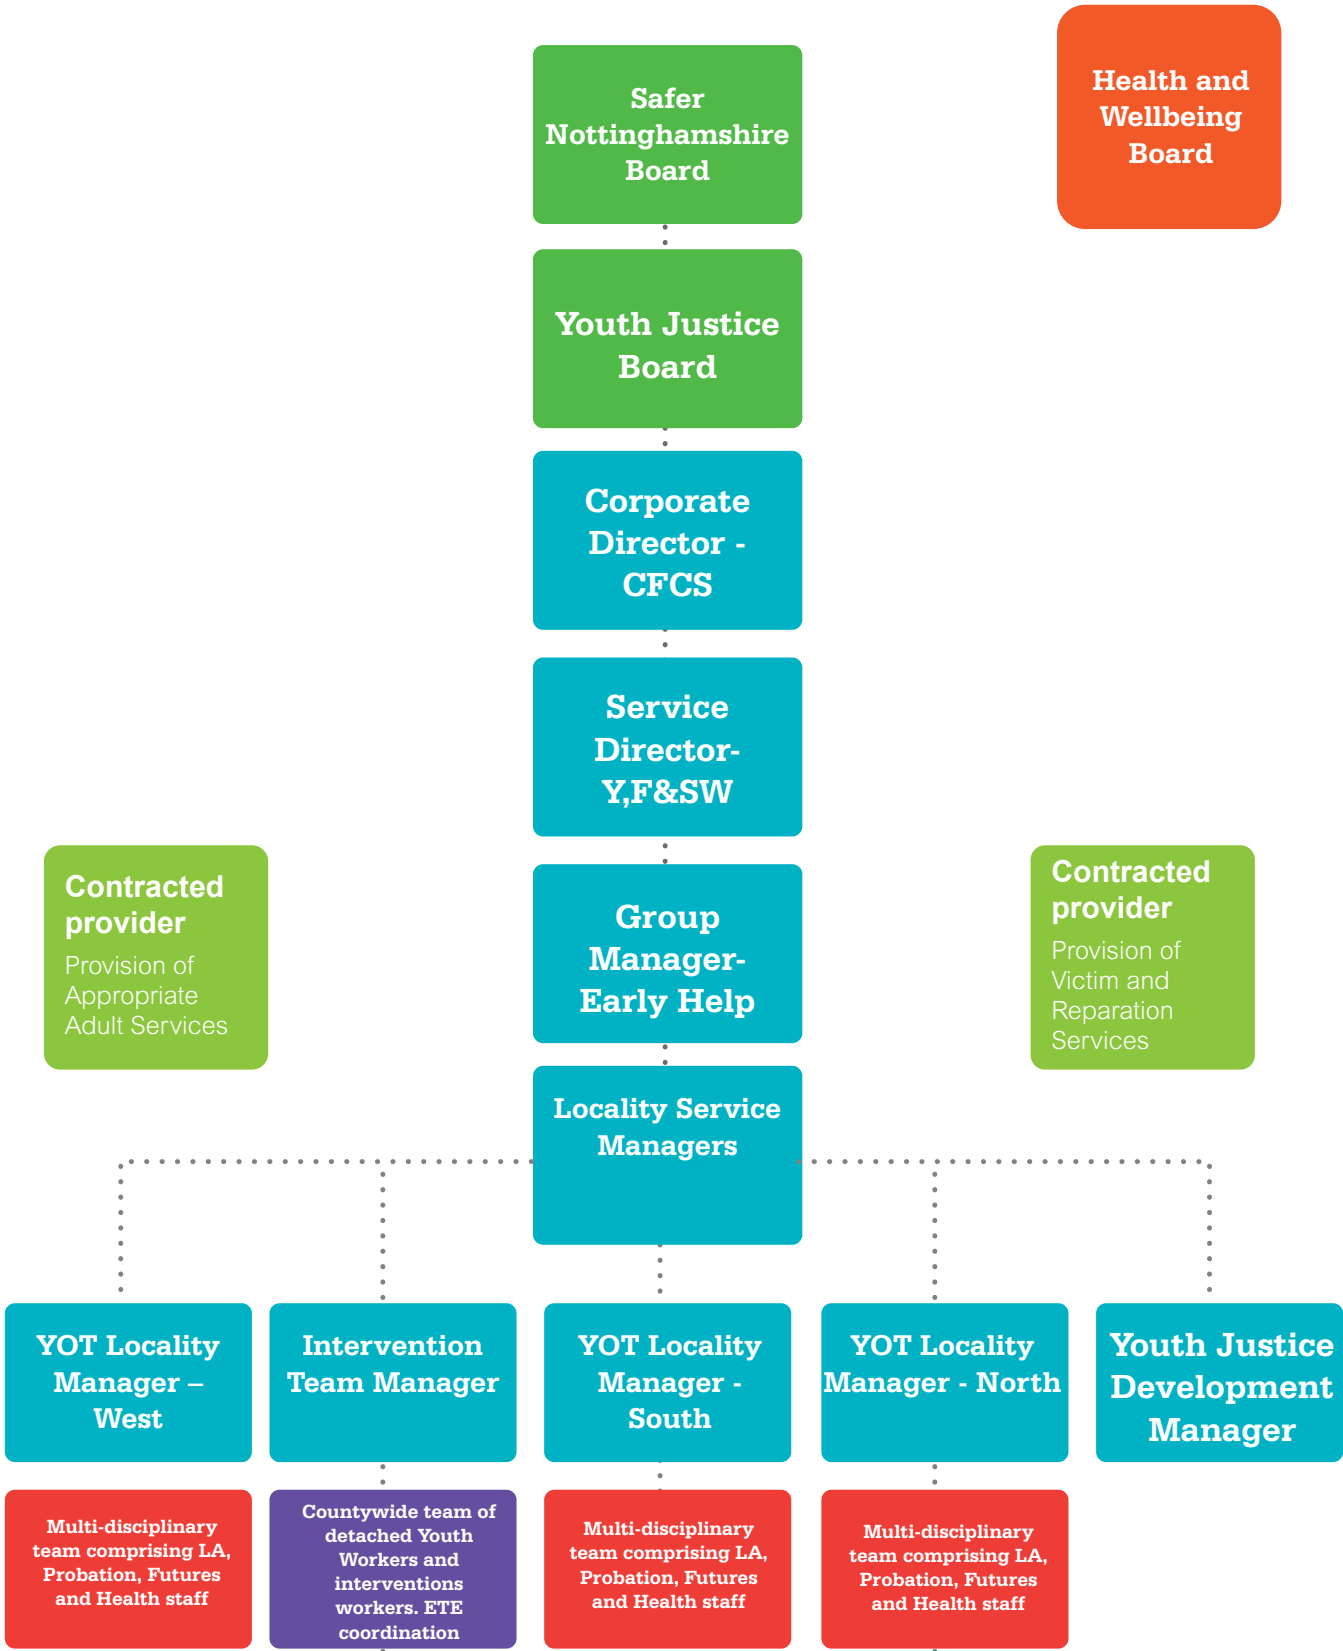 Safer
Nottinghamshire
Board
Health and
Wellbeing
Board
Youth Justice
Board
Corporate
Director -
CFCS
Service
Director-
Y,F&SW
Contracted
provider
Provision of
Appropriate
Adult Services
Group
Manager-
Early Help
Contracted
provider
Provision of
Victim and
Reparation
Services
Locality Service
Managers
YOT Locality
Manager –
West
Intervention
Team Manager
YOT Locality
Manager -
South
YOT Locality
Manager - North
Youth Justice
Development
Manager
Multi-disciplinary
team comprising LA,
Probation, Futures
and Health staff
Countywide team of
detached Youth
Workers and
interventions
workers. ETE
coordination
Multi-disciplinary
team comprising LA,
Probation, Futures
and Health staff
Multi-disciplinary
team comprising LA,
Probation, Futures
and Health staff